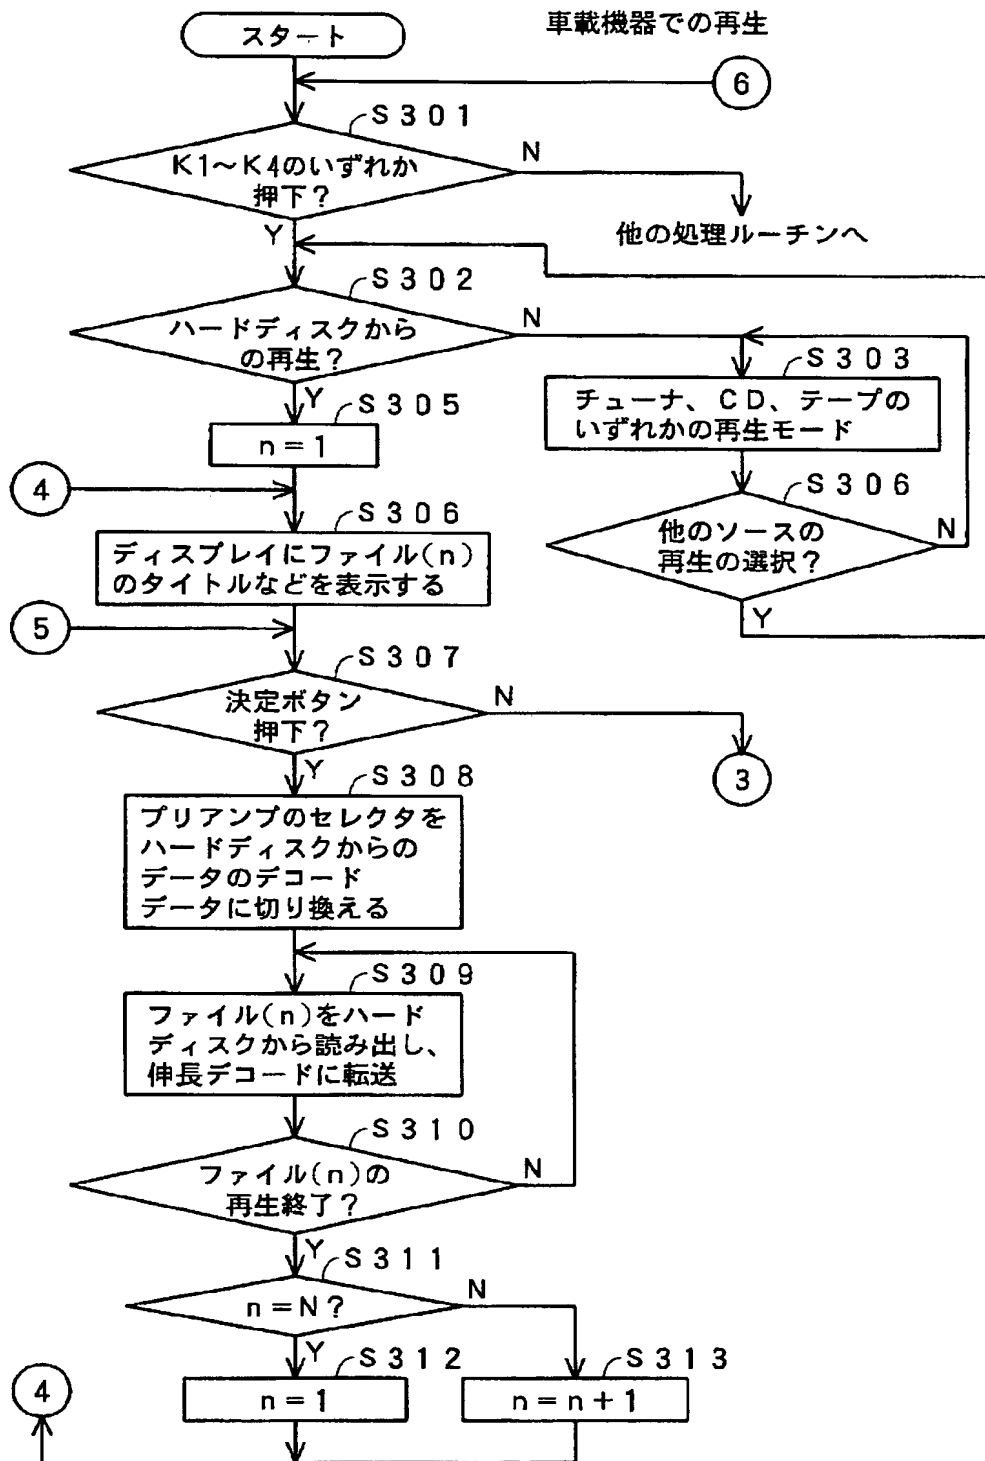 車載機器での再生
スタート
6
S301
K1～K4のいずれか
押下？
N
Y
他の処理ルーチンへ
S302
ハードディスクから
の再生？
N
Y
S303
チューナ、CD、テープの
いずれかの再生モード
S305
n=1
4
S306
他のソースの
再生の選択？
N
Y
S306
ディスプレイにファイル(n)
のタイトルなどを表示する
5
S307
決定ボタン
押下？
N
Y
3
S308
プリアンプのセレクタを
ハードディスクからの
データのデコード
データに切り換える
S309
ファイル(n)をハード
ディスクから読み出し、
伸長デコードに転送
S310
ファイル(n)の
再生終了？
N
Y
S311
n=N？
N
Y
S312
n=1
S313
n=n+1
4